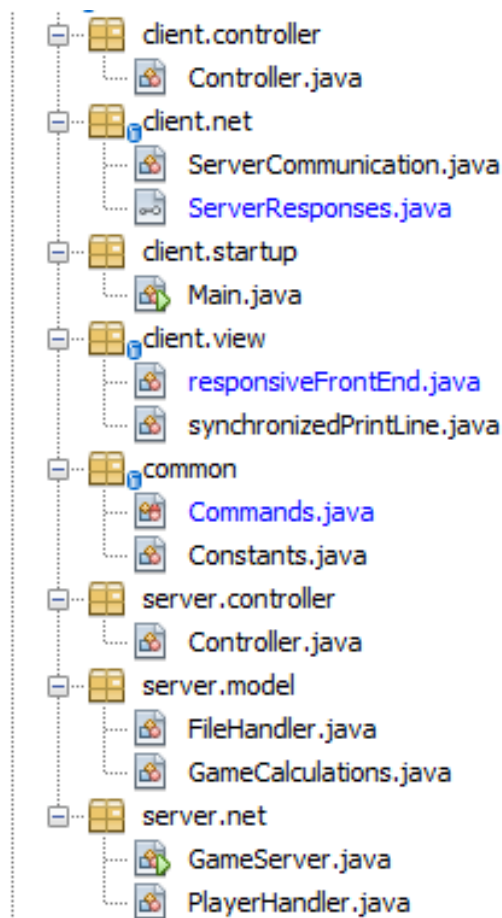 client.controller
Controller.java
client.net
ServerCommunication.java
ServerResponses.java
client.startup
Main.java
client.view
responsiveFrontEnd.java
synchronizedPrintLine.java
common
Commands.java
Constants.java
server.controller
Controller.java
server.model
FileHandler.java
GameCalculations.java
server.net
GameServer.java
PlayerHandler.java